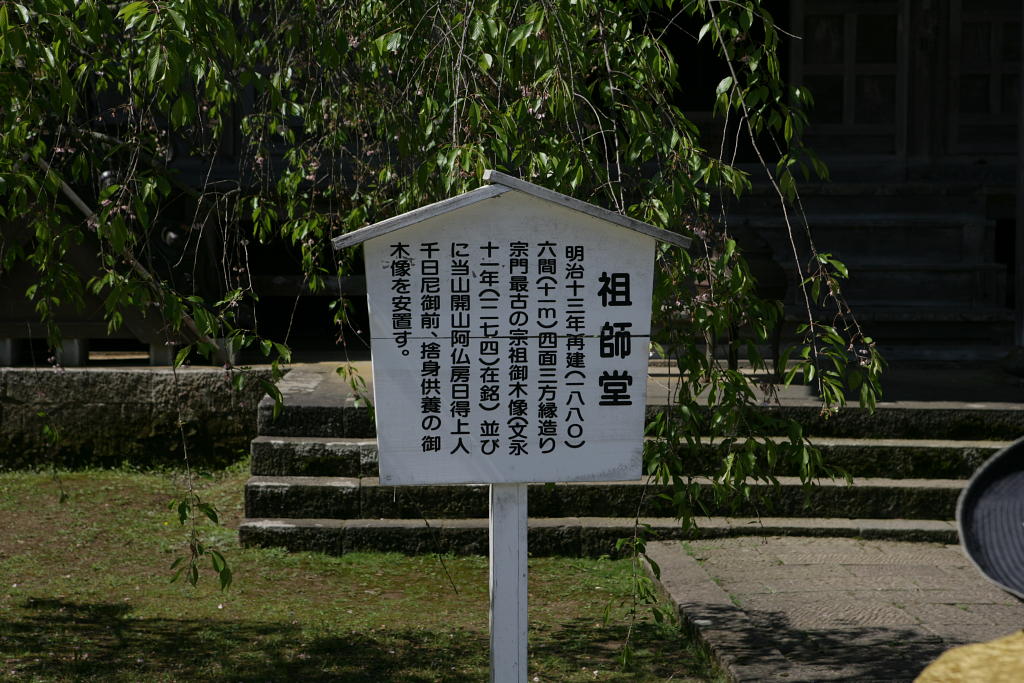 祖師堂
明治十三年再建(一八八〇)
六間(十一m)四面三方縁造り
宗門最古の宗祖御木像(文永
十一年(一二七四)在銘)並び
に当山開山阿仏房日得上人
千日尼御前、捨身供養の御
木像を安置す。